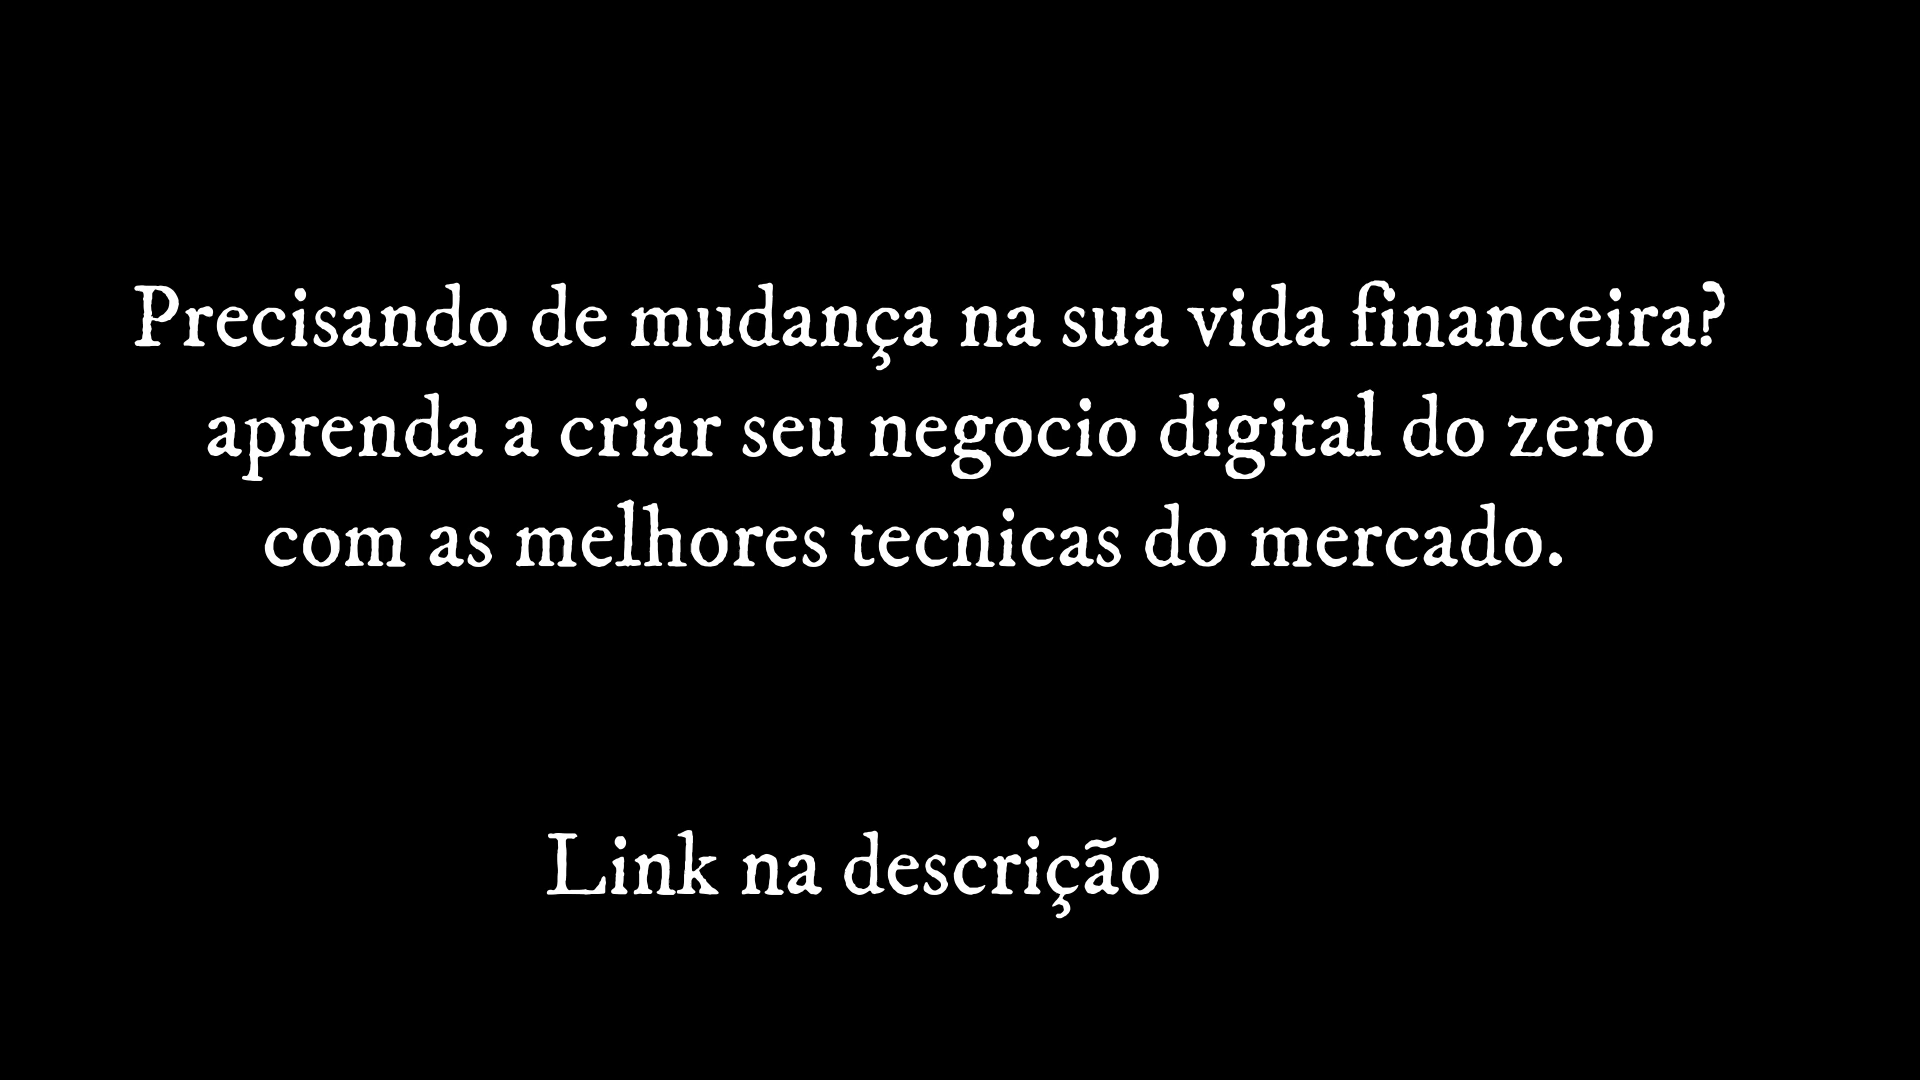 Precisando de mudança na sua vida financeira?
aprenda a criar seu negocio digital do zero
com as melhores tecnicas do mercado.
Link na descrição